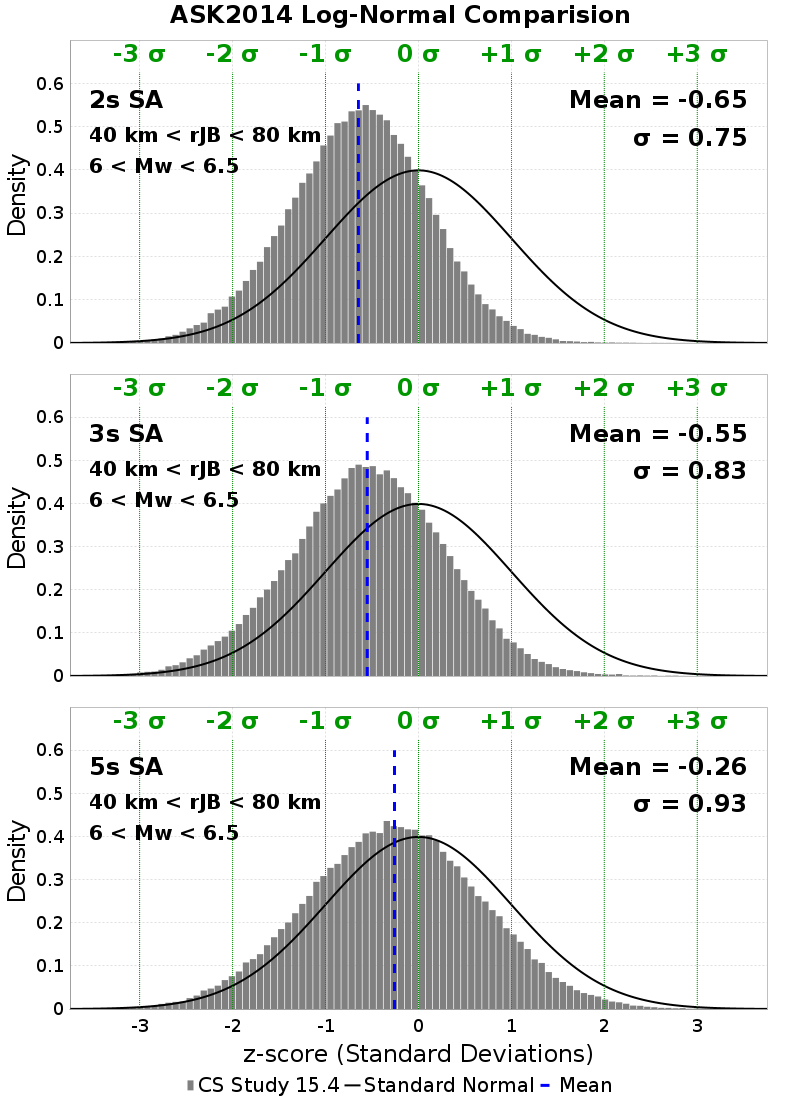 ASK2014 Log-Normal Comparision
-3 σ -2 σ -1 σ 0 σ +1 σ +2 σ +3 σ
0.6
2s SA Mean = -0.65
0.5
40 km < rJB < 80 km σ = 0.75
0.4
6 < Mw < 6.5
Density
0.3
0.2
0.1
0
-3 σ -2 σ -1 σ 0 σ +1 σ +2 σ +3 σ
0.6
3s SA Mean = -0.55
0.5
40 km < rJB < 80 km σ = 0.83
0.4
6 < Mw < 6.5
Density
0.3
0.2
0.1
0
-3 σ -2 σ -1 σ 0 σ +1 σ +2 σ +3 σ
0.6
5s SA Mean = -0.26
0.5
40 km < rJB < 80 km σ = 0.93
0.4
6 < Mw < 6.5
Density
0.3
0.2
0.1
0
-3 -2 -1 0 1 2 3
z-score (Standard Deviations)
CS Study 15.4 Standard Normal Mean